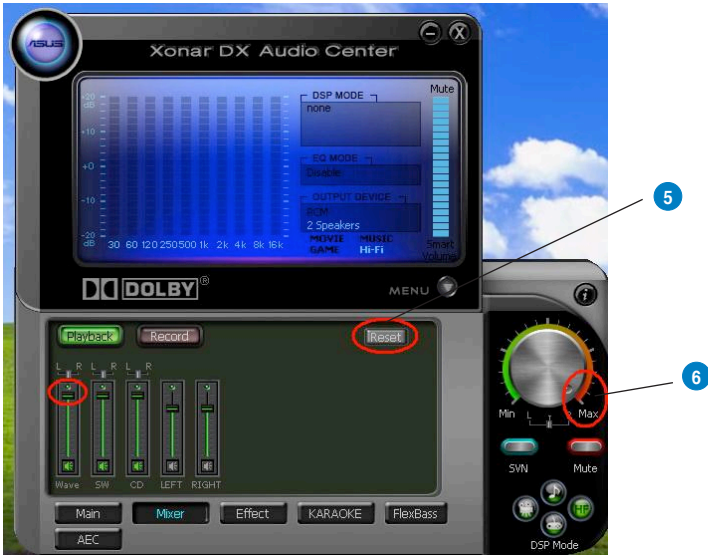 ASUS
Xonar DX Audio Center
+20
dB
+10
+0
-10
-20
dB
30 60 120 250 500 1k 2k 4k 8k 16k
DSP MODE
none
EQ MODE
Disable
OUTPUT DEVICE
PCM
2 Speakers
MOVIE MUSIC
GAME Hi-Fi
Mute
Smart
Volume
DOLBY®
MENU
i
Playback Record Reset
L R L R L R
Wave SW CD LEFT RIGHT
Main Mixer Effect KARAOKE FlexBass
AEC
Min L R Max
SVN Mute
HF
DSP Mode
5
6